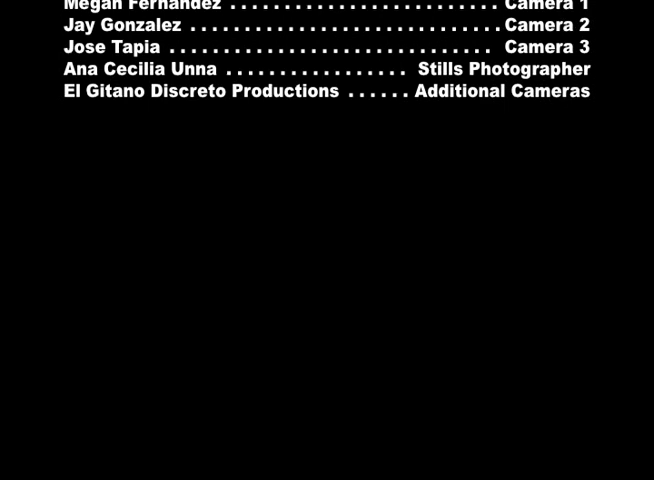 Megan Fernandez ......................... Camera 1
Jay Gonzalez ............................. Camera 2
Jose Tapia .............................. Camera 3
Ana Cecilia Unna ................. Stills Photographer
El Gitano Discreto Productions ...... Additional Cameras